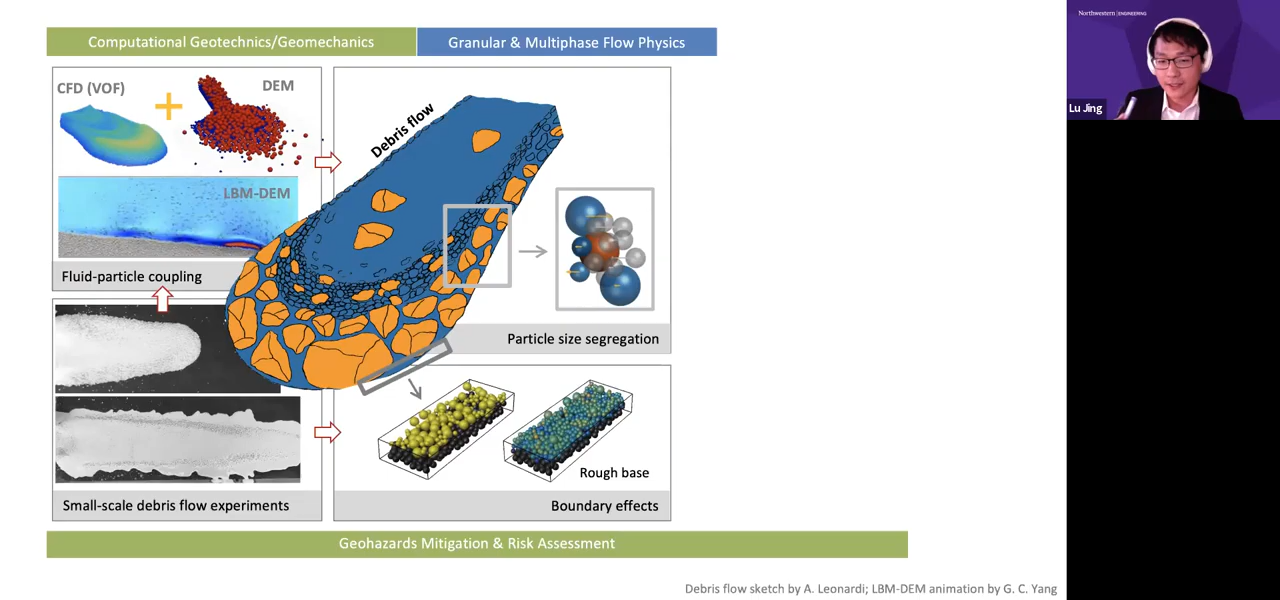 Computational Geotechnics/Geomechanics
Granular & Multiphase Flow Physics
CFD (VOF)
DEM
LBM-DEM
Fluid-particle coupling
Debris flow
Particle size segregation
Small-scale debris flow experiments
Rough base
Boundary effects
Geohazards Mitigation & Risk Assessment
Debris flow sketch by A. Leonardi; LBM-DEM animation by G. C. Yang
Northwestern | ENGINEERING
Lu Jing